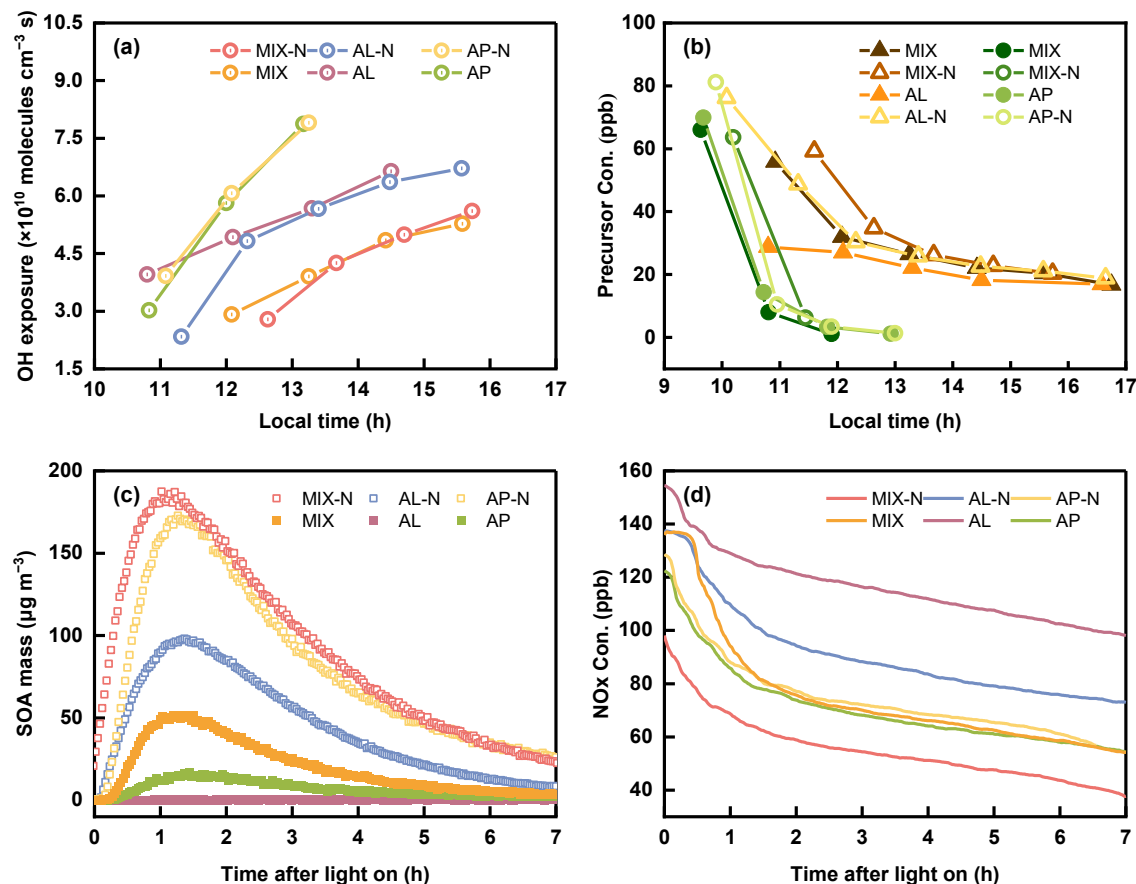 (a)
MIX-N
AL-N
AP-N
MIX
AL
AP
OH exposure (×10¹⁰ molecules cm⁻³ s)
10.5
9.0
7.5
6.0
4.5
3.0
1.5
10 11 12 13 14 15 16 17
Local time (h)
(b)
MIX
MIX
MIX-N
MIX-N
AL
AP
AL-N
AP-N
Precursor Con. (ppb)
100
80
60
40
20
0
9 10 11 12 13 14 15 16 17
Local time (h)
(c)
MIX-N
AL-N
AP-N
MIX
AL
AP
SOA mass (µg m⁻³)
200
150
100
50
0
0 1 2 3 4 5 6 7
Time after light on (h)
(d)
MIX-N
AL-N
AP-N
MIX
AL
AP
NOx Con. (ppb)
160
140
120
100
80
60
40
0 1 2 3 4 5 6 7
Time after light on (h)